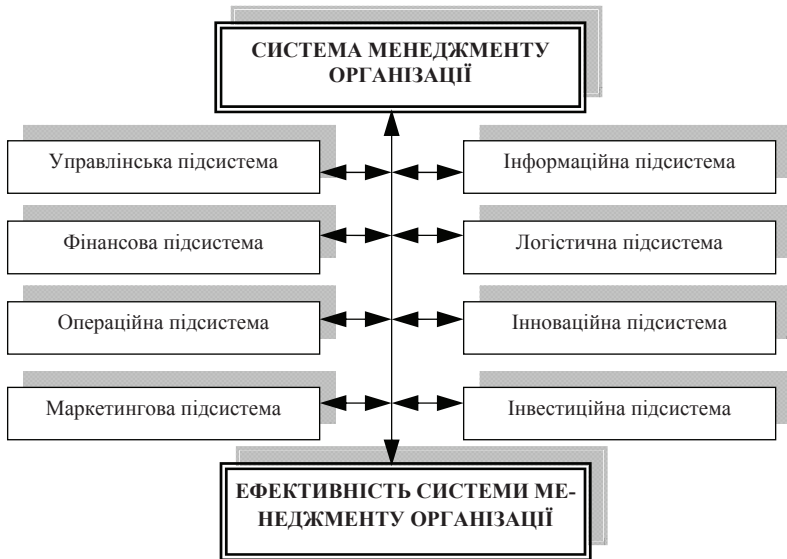 СИСТЕМА МЕНЕДЖМЕНТУ
ОРГАНІЗАЦІЇ
Управлінська підсистема
Інформаційна підсистема
Фінансова підсистема
Логістична підсистема
Операційна підсистема
Інноваційна підсистема
Маркетингова підсистема
Інвестиційна підсистема
ЕФЕКТИВНІСТЬ СИСТЕМИ МЕ-
НЕДЖМЕНТУ ОРГАНІЗАЦІЇ